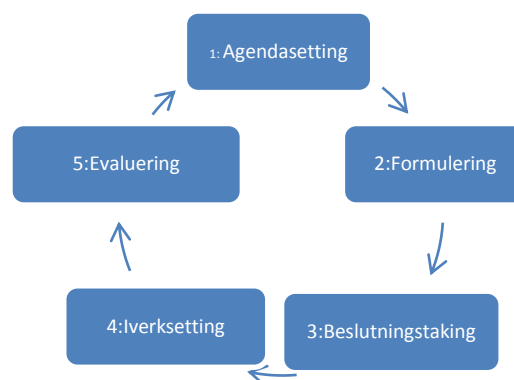 1: Agendasetting
2:Formulering
3:Beslutningstaking
4:Iverksetting
5:Evaluering